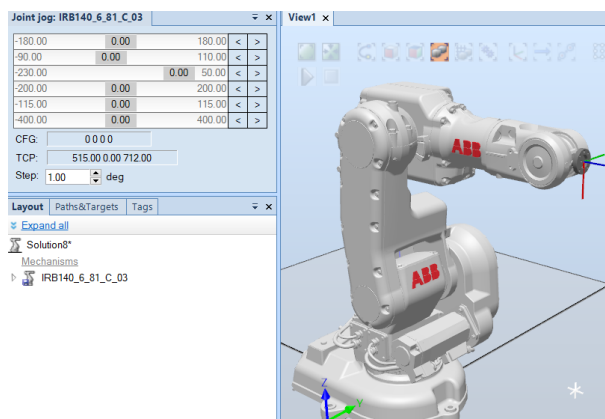 Joint jog: IRB140_6_81_C_03
-180.00 0.00 180.00 < >
-90.00 0.00 110.00 < >
-230.00 0.00 50.00 < >
-200.00 0.00 200.00 < >
-115.00 0.00 115.00 < >
-400.00 0.00 400.00 < >
CFG: 0 0 0 0
TCP: 515.00 0.00 712.00
Step: 1.00 deg
Layout Paths&Targets Tags
Expand all
Solution8*
Mechanisms
IRB140_6_81_C_03
View1
ABB
ABB
Z
Y